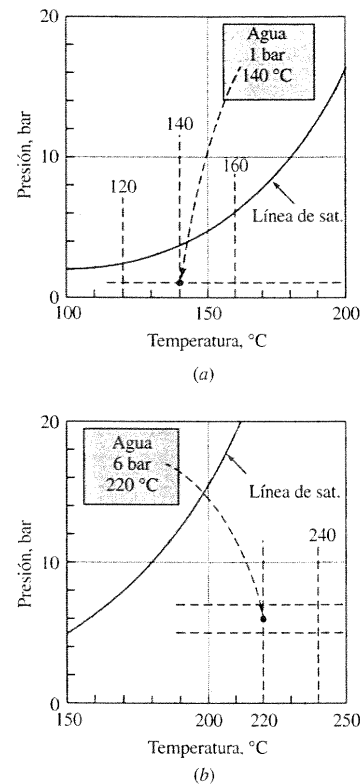 20
Agua
1 bar
140 °C
140
Presión, bar
10
160
120
Línea de sat.
0
100
150
200
Temperatura, °C
(a)
20
Agua
6 bar
220 °C
Línea de sat.
240
Presión, bar
10
0
150
200
220
250
Temperatura, °C
(b)